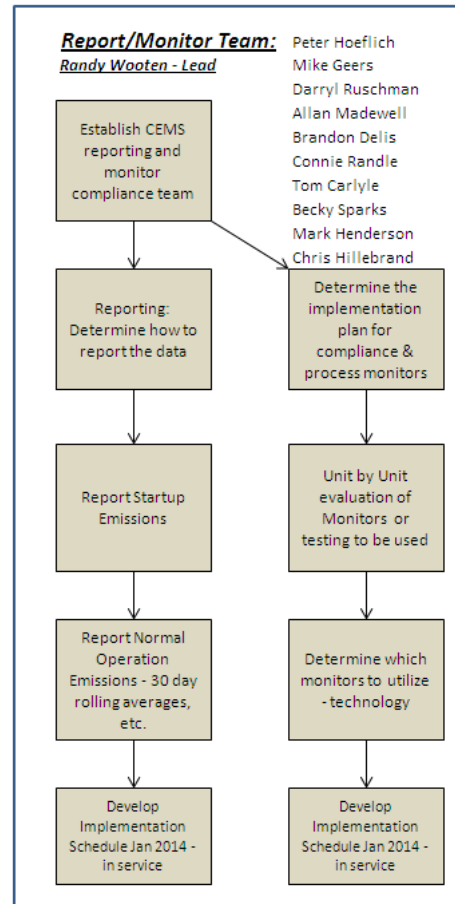 Report/Monitor Team:
Randy Wooten - Lead
Peter Hoeflich
Mike Geers
Darryl Ruschman
Allan Madewell
Brandon Delis
Connie Randle
Tom Carlyle
Becky Sparks
Mark Henderson
Chris Hillebrand
Establish CEMS
reporting and
monitor
compliance team
Reporting:
Determine how to
report the data
Report Startup
Emissions
Report Normal
Operation
Emissions - 30 day
rolling averages,
etc.
Develop
Implementation
Schedule Jan 2014 -
in service
Determine the
implementation
plan for
compliance &
process monitors
Unit by Unit
evaluation of
Monitors or
testing to be used
Determine which
monitors to utilize
- technology
Develop
Implementation
Schedule Jan 2014 -
in service